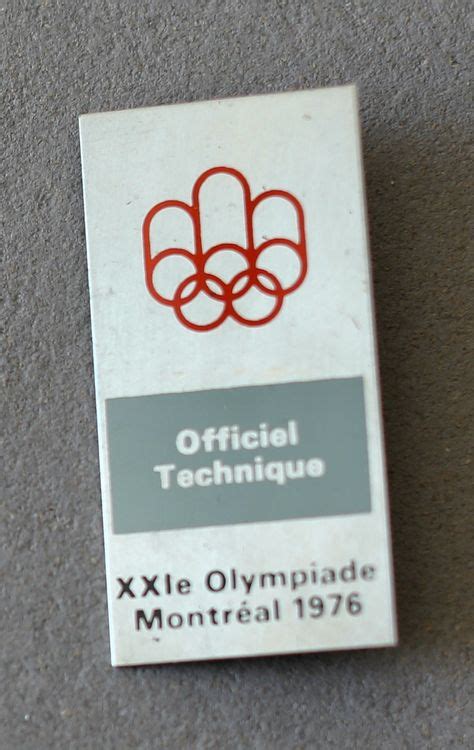 Officiel
Technique
XXIe Olympiade
Montréal 1976